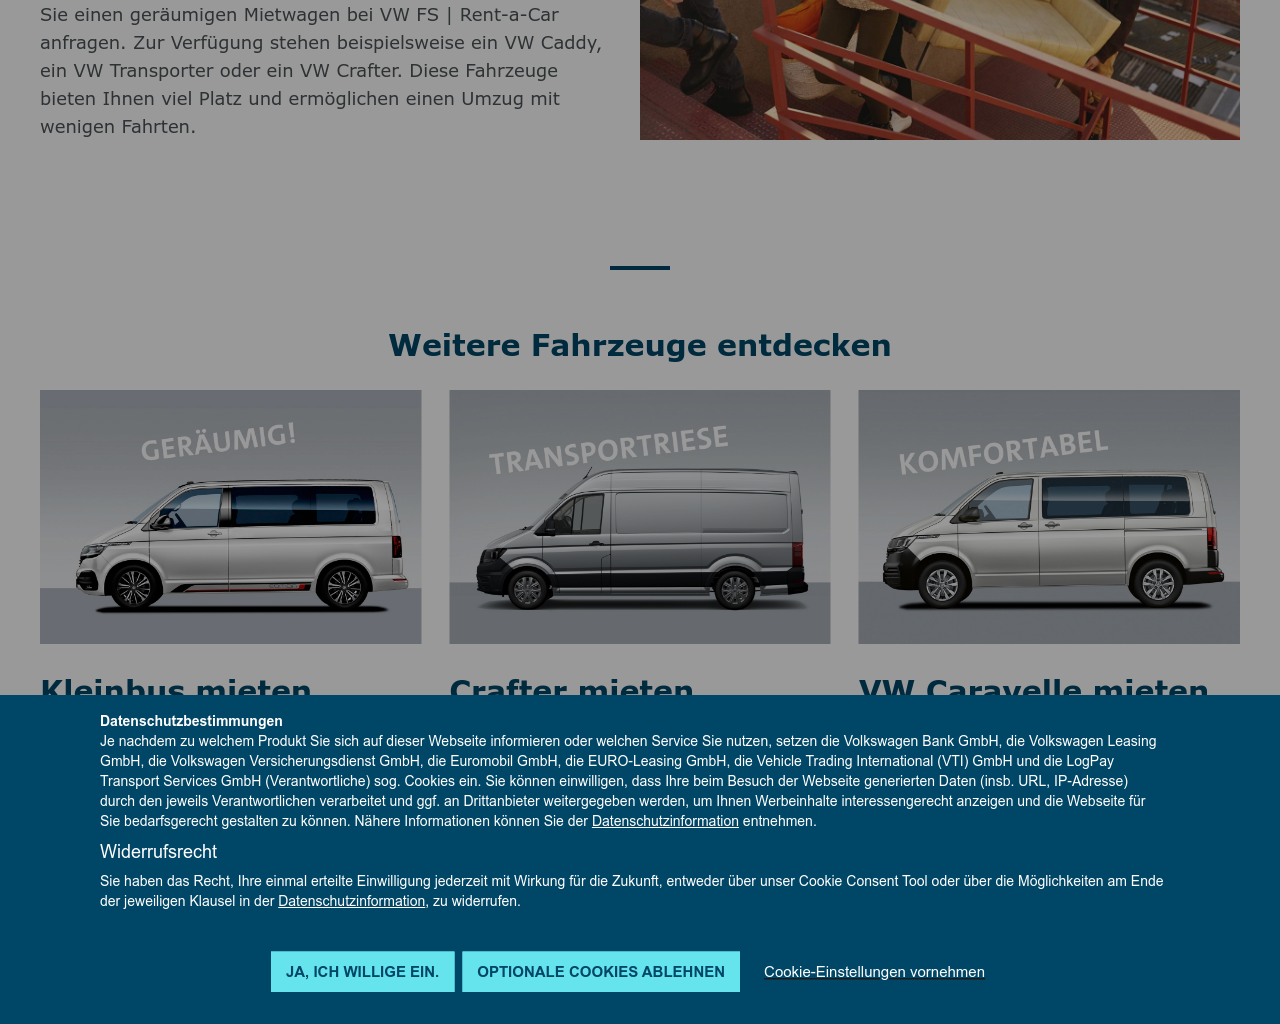 Sie einen geräumigen Mietwagen bei VW FS | Rent-a-Car
anfragen. Zur Verfügung stehen beispielsweise ein VW Caddy,
ein VW Transporter oder ein VW Crafter. Diese Fahrzeuge
bieten Ihnen viel Platz und ermöglichen einen Umzug mit
wenigen Fahrten.
Weitere Fahrzeuge entdecken
GERÄUMIG!
TRANSPORTRIESE
KOMFORTABEL
Kleinbus mieten
Crafter mieten
VW Caravelle mieten
Datenschutzbestimmungen
Je nachdem zu welchem Produkt Sie sich auf dieser Webseite informieren oder welchen Service Sie nutzen, setzen die Volkswagen Bank GmbH, die Volkswagen Leasing
GmbH, die Volkswagen Versicherungsdienst GmbH, die Euromobil GmbH, die EURO-Leasing GmbH, die Vehicle Trading International (VTI) GmbH und die LogPay
Transport Services GmbH (Verantwortliche) sog. Cookies ein. Sie können einwilligen, dass Ihre beim Besuch der Webseite generierten Daten (insb. URL, IP-Adresse)
durch den jeweils Verantwortlichen verarbeitet und ggf. an Drittanbieter weitergegeben werden, um Ihnen Werbeinhalte interessengerecht anzeigen und die Webseite für
Sie bedarfsgerecht gestalten zu können. Nähere Informationen können Sie der Datenschutzinformation entnehmen.
Widerrufsrecht
Sie haben das Recht, Ihre einmal erteilte Einwilligung jederzeit mit Wirkung für die Zukunft, entweder über unser Cookie Consent Tool oder über die Möglichkeiten am Ende
der jeweiligen Klausel in der Datenschutzinformation, zu widerrufen.
JA, ICH WILLIGE EIN.
OPTIONALE COOKIES ABLEHNEN
Cookie-Einstellungen vornehmen